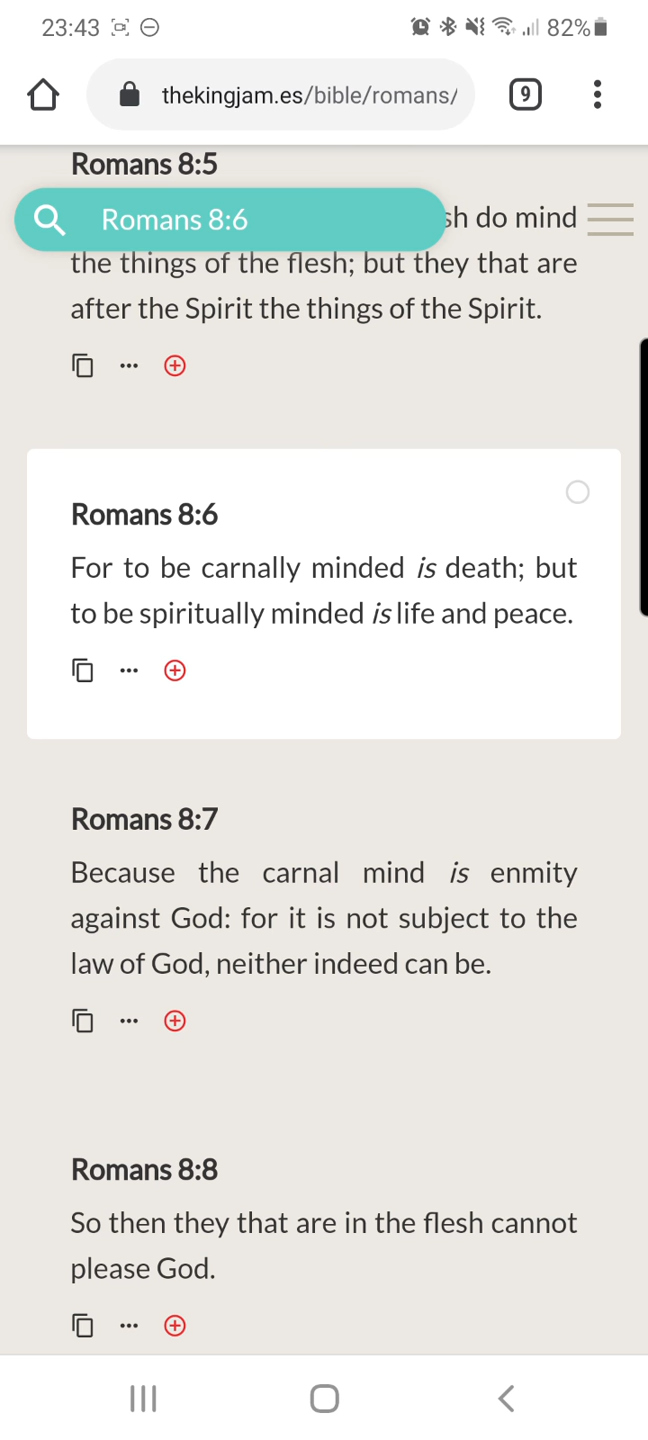 23:43 82%
thekingjam.es/bible/romans/ 9
Romans 8:5
Romans 8:6
do mind
the things of the flesh; but they that are
after the Spirit the things of the Spirit.
Romans 8:6
For to be carnally minded is death; but
to be spiritually minded is life and peace.
Romans 8:7
Because the carnal mind is enmity
against God: for it is not subject to the
law of God, neither indeed can be.
Romans 8:8
So then they that are in the flesh cannot
please God.